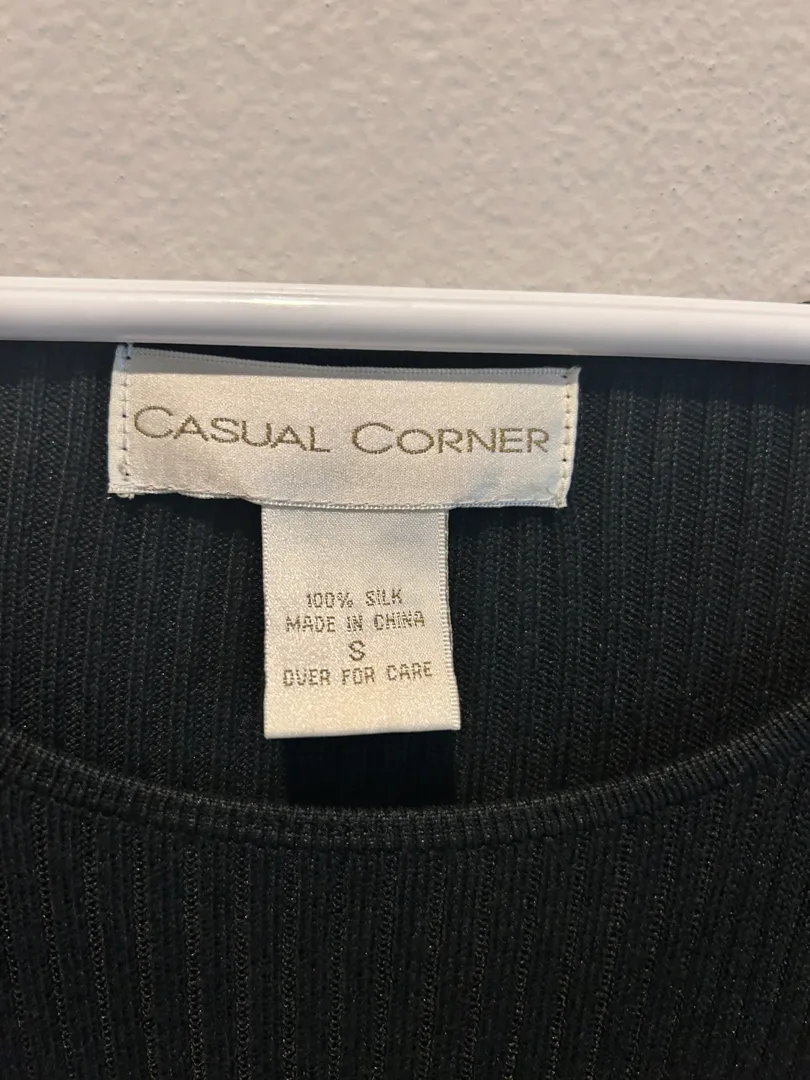 CASUAL CORNER
100% SILK
MADE IN CHINA
S
OVER FOR CARE